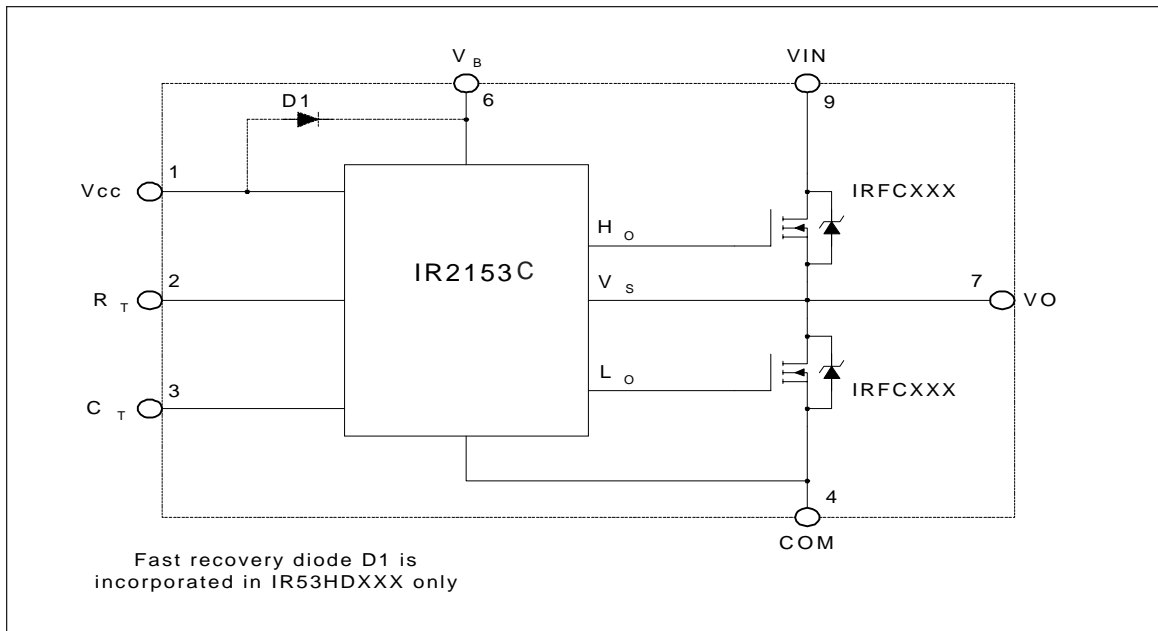 V B
VIN
6
9
D1
1
Vcc
IRFCXXX
H O
IR2153C
2
R T
V S
7
VO
L O
3
C T
IRFCXXX
4
COM
Fast recovery diode D1 is
incorporated in IR53HDXXX only